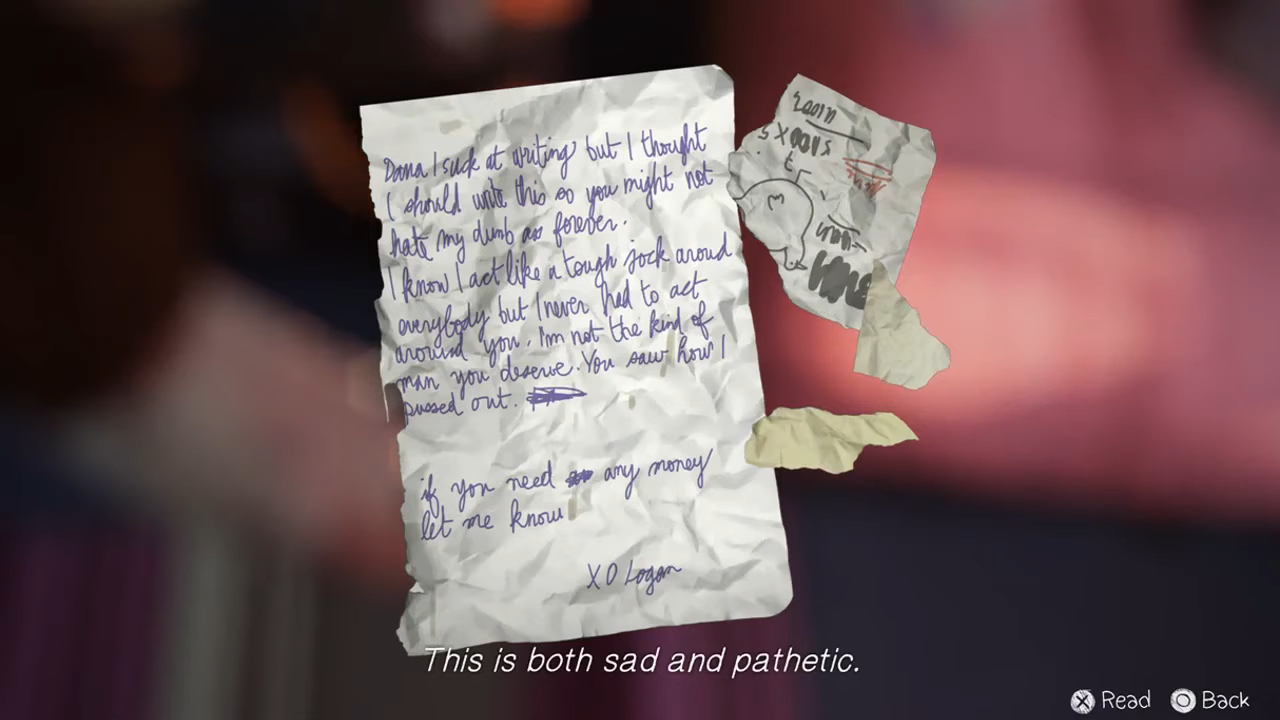 Dana I suck at writing but I thought
I should write this so you might not
hate my dumb ass forever.
I know I act like a tough jock aroud
everybody but I never had to act
around you. I'm not the kind of
man you deserve. You saw how I
pussed out.
if you need any money
let me know
XO Logan
This is both sad and pathetic.
Read Back